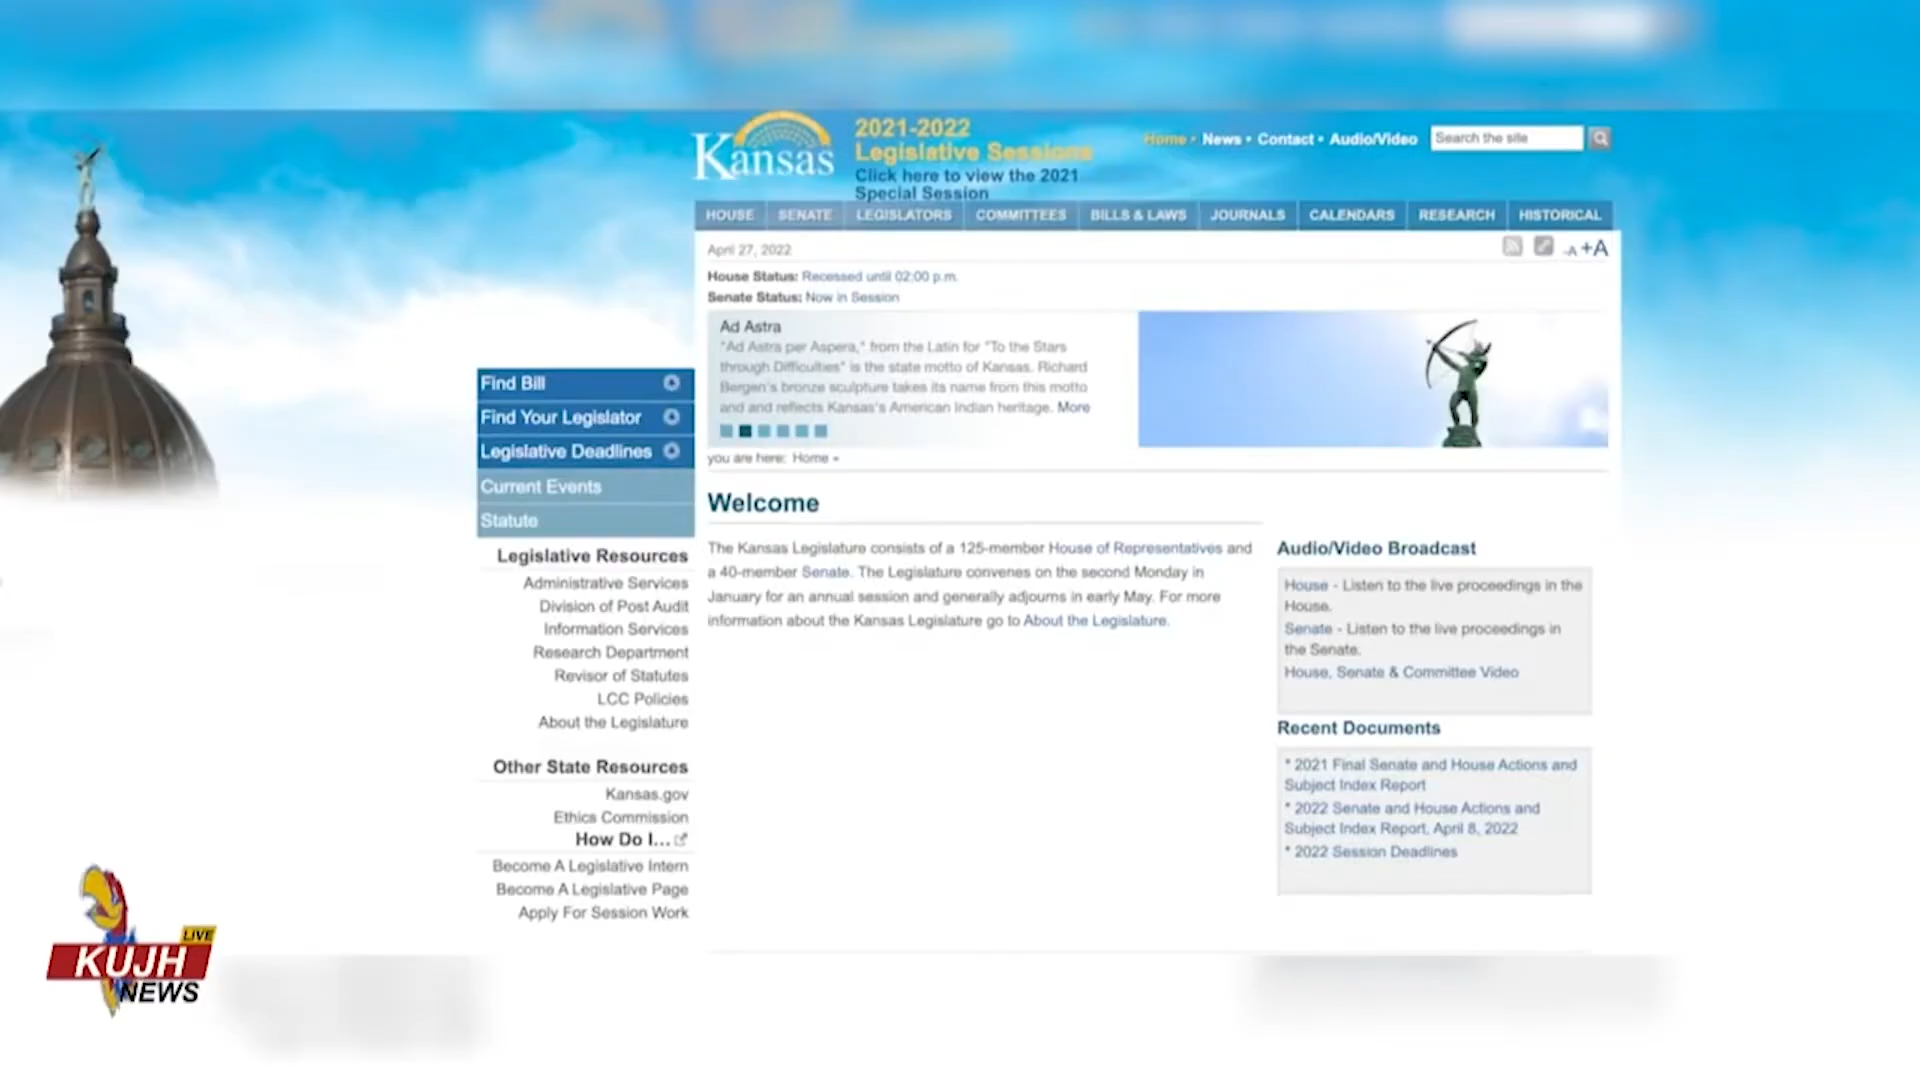 Kansas
2021-2022
Legislative Sessions
Click here to view the 2021
Special Session
Home • News • Contact • Audio/Video
Search the site
HOUSE SENATE LEGISLATORS COMMITTEES BILLS & LAWS JOURNALS CALENDARS RESEARCH HISTORICAL
April 27, 2022
-A +A
House Status: Recessed until 02:00 p.m.
Senate Status: Now in Session
Ad Astra
"Ad Astra per Aspera," from the Latin for "To the Stars
through Difficulties" is the state motto of Kansas. Richard
Bergen's bronze sculpture takes its name from this motto
and and reflects Kansas's American Indian heritage. More
you are here: Home »
Find Bill
Find Your Legislator
Legislative Deadlines
Current Events
Statute
Legislative Resources
Administrative Services
Division of Post Audit
Information Services
Research Department
Revisor of Statutes
LCC Policies
About the Legislature
Other State Resources
Kansas.gov
Ethics Commission
How Do I...
Become A Legislative Intern
Become A Legislative Page
Apply For Session Work
Welcome
The Kansas Legislature consists of a 125-member House of Representatives and
a 40-member Senate. The Legislature convenes on the second Monday in
January for an annual session and generally adjourns in early May. For more
information about the Kansas Legislature go to About the Legislature.
Audio/Video Broadcast
House - Listen to the live proceedings in the
House.
Senate - Listen to the live proceedings in
the Senate.
House, Senate & Committee Video
Recent Documents
* 2021 Final Senate and House Actions and
Subject Index Report
* 2022 Senate and House Actions and
Subject Index Report, April 8, 2022
* 2022 Session Deadlines
LIVE
KUJH
NEWS